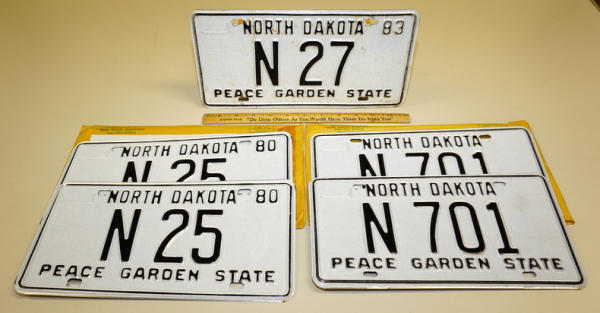 NORTH DAKOTA 83
N 27
PEACE GARDEN STATE
"Do Unto Others As You Would Have Them Do Unto You"
NORTH DAKOTA 80
N 25
NORTH DAKOTA
N 701
NORTH DAKOTA 80
N 25
PEACE GARDEN STATE
NORTH DAKOTA
N 701
PEACE GARDEN STATE